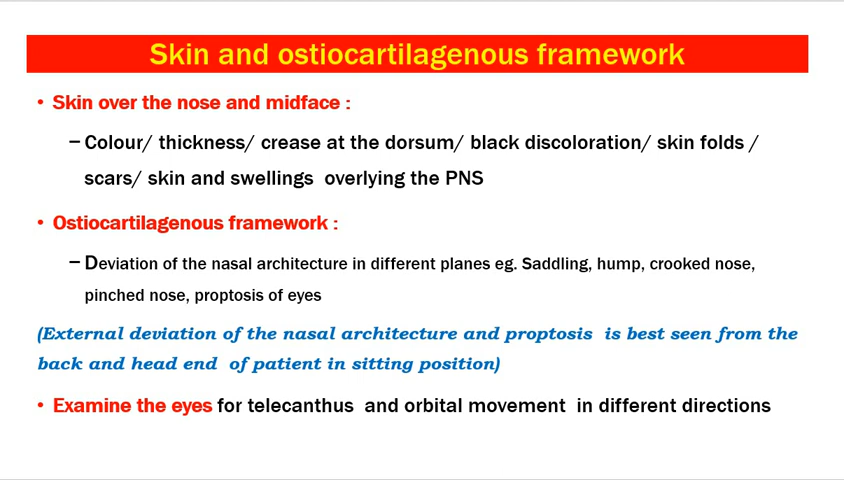 Skin and ostiocartilagenous framework
• Skin over the nose and midface :
– Colour/ thickness/ crease at the dorsum/ black discoloration/ skin folds /
scars/ skin and swellings overlying the PNS
• Ostiocartilagenous framework :
– Deviation of the nasal architecture in different planes eg. Saddling, hump, crooked nose,
pinched nose, proptosis of eyes
(External deviation of the nasal architecture and proptosis is best seen from the
back and head end of patient in sitting position)
• Examine the eyes for telecanthus and orbital movement in different directions